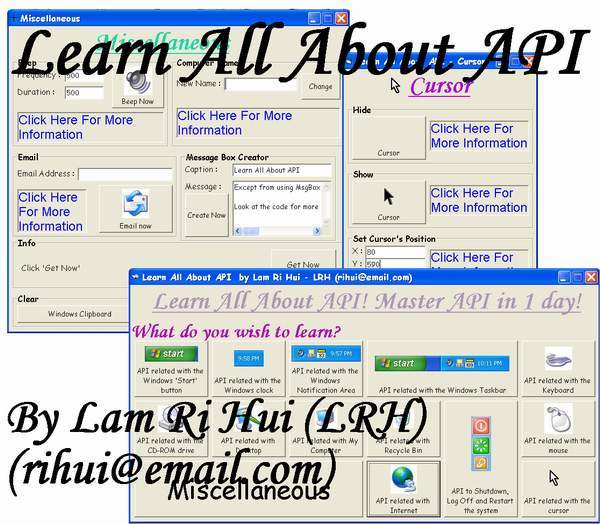 Miscellaneous
Miscellaneous
Learn All About API
Beep
Frequency : 500
Duration : 500
Beep Now
Click Here For More
Information
Computer Name
New Name :
Change
Click Here For More
Information
Email
Email Address :
Click Here
For More
Information
Email now
Message Box Creator
Caption : Learn All About API
Message : Except from using MsgBox
Look at the code for more
Create Now
Info
Click 'Get Now'
Get Now
Clear
Windows Clipboard
Learn All About API - Cursor
Cursor
Hide
Cursor
Click Here For
More Information
Show
Cursor
Click Here For
More Information
Set Cursor's Position
X : 80
Y : 590
Click Here For
More Information
Learn All About API by Lam Ri Hui - LRH (rihui@email.com)
Learn All About API! Master API in 1 day!
What do you wish to learn?
start
API related with the
Windows 'Start'
button
9:58 PM
API related with the
Windows clock
9:57 PM
API related with the
Windows
Notification Area
start
10:11 PM
API related with the Windows Taskbar
API related with the
Keyboard
By Lam Ri Hui (LRH)
(rihui@email.com)
API related with the
CD-ROM drive
API related with
Desktop
API related with My
Computer
API related with
Recycle Bin
API to Shutdown,
Log Off and Restart
the system
API related with the
mouse
Miscellaneous
API related with
Internet
API related with the
cursor